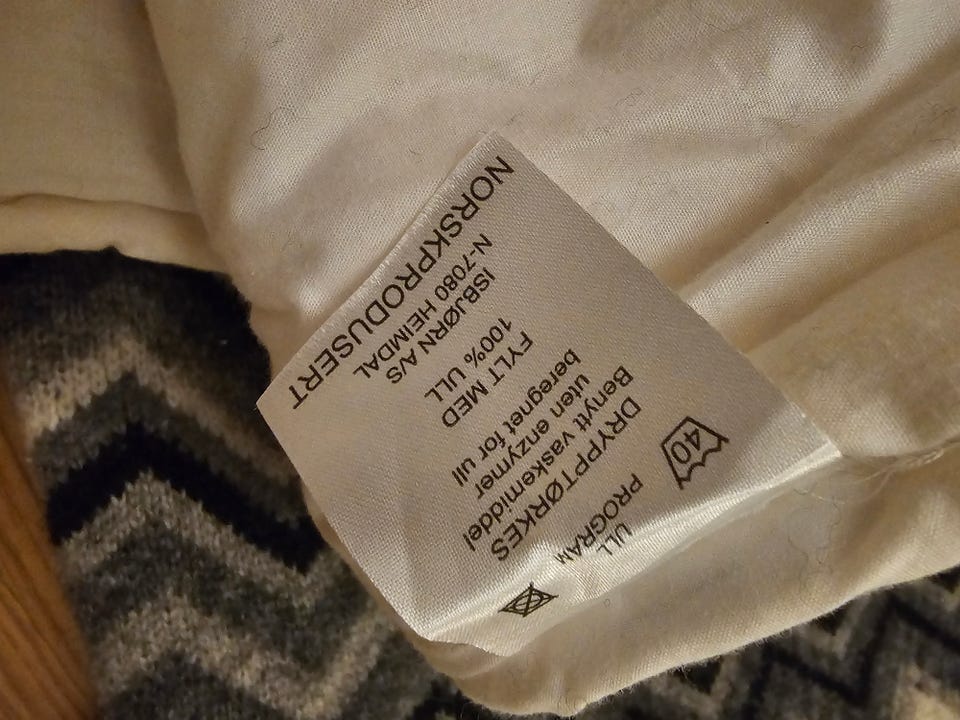 40
ULL
PROGRAM
DRYPPTØRKES
Benytt vaskemiddel
uten enzymer
beregnet for ull
FYLT MED
100% ULL
ISBJØRN A/S
N-7080 HEIMDAL
NORSKPRODUSERT